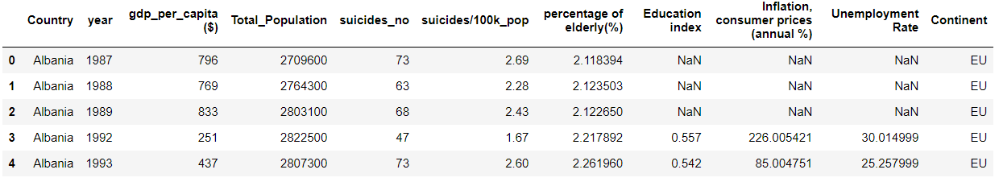 Country year gdp_per_capita ($) Total_Population suicides_no suicides/100k_pop percentage of elderly(%) Education index Inflation, consumer prices (annual %) Unemployment Rate Continent
0 Albania 1987 796 2709600 73 2.69 2.118394 NaN NaN NaN EU
1 Albania 1988 769 2764300 63 2.28 2.123503 NaN NaN NaN EU
2 Albania 1989 833 2803100 68 2.43 2.122650 NaN NaN NaN EU
3 Albania 1992 251 2822500 47 1.67 2.217892 0.557 226.005421 30.014999 EU
4 Albania 1993 437 2807300 73 2.60 2.261960 0.542 85.004751 25.257999 EU